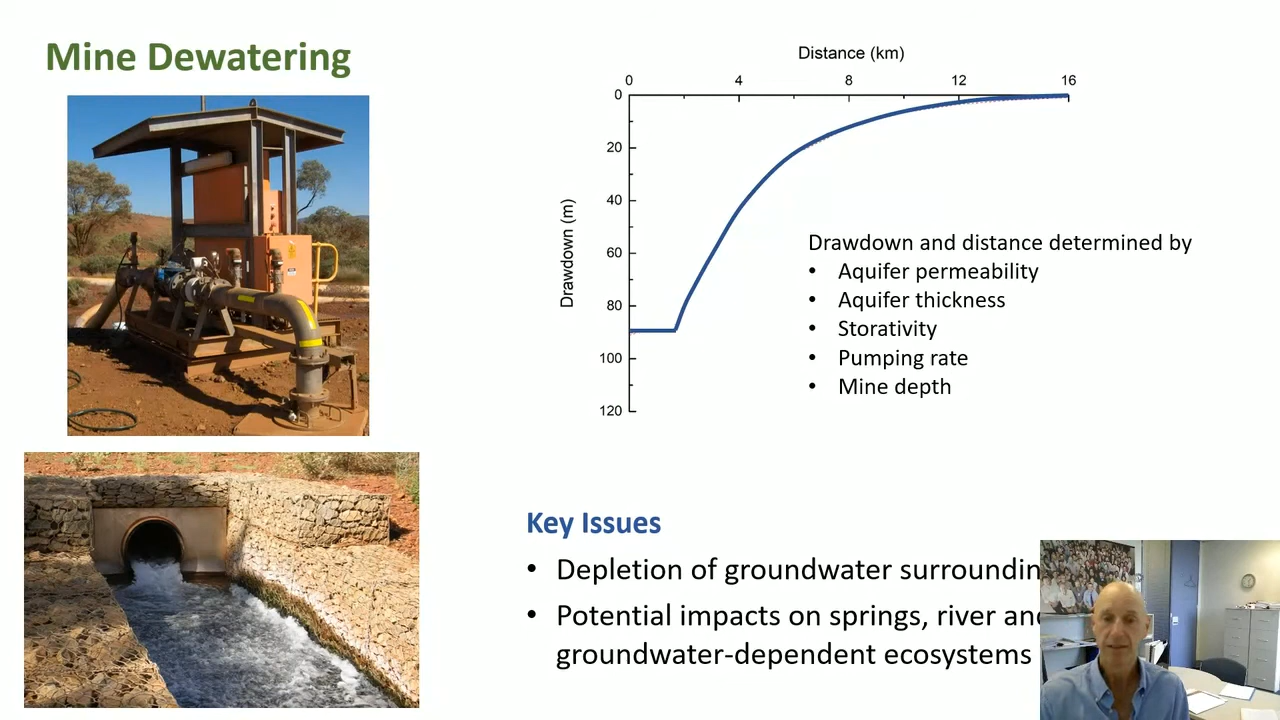 Mine Dewatering
Distance (km)
0 4 8 12 16
0
20
40
60
80
100
120
Drawdown (m)
Drawdown and distance determined by
• Aquifer permeability
• Aquifer thickness
• Storativity
• Pumping rate
• Mine depth
Key Issues
• Depletion of groundwater
• Potential impacts on springs, river
groundwater-dependent ecosystems